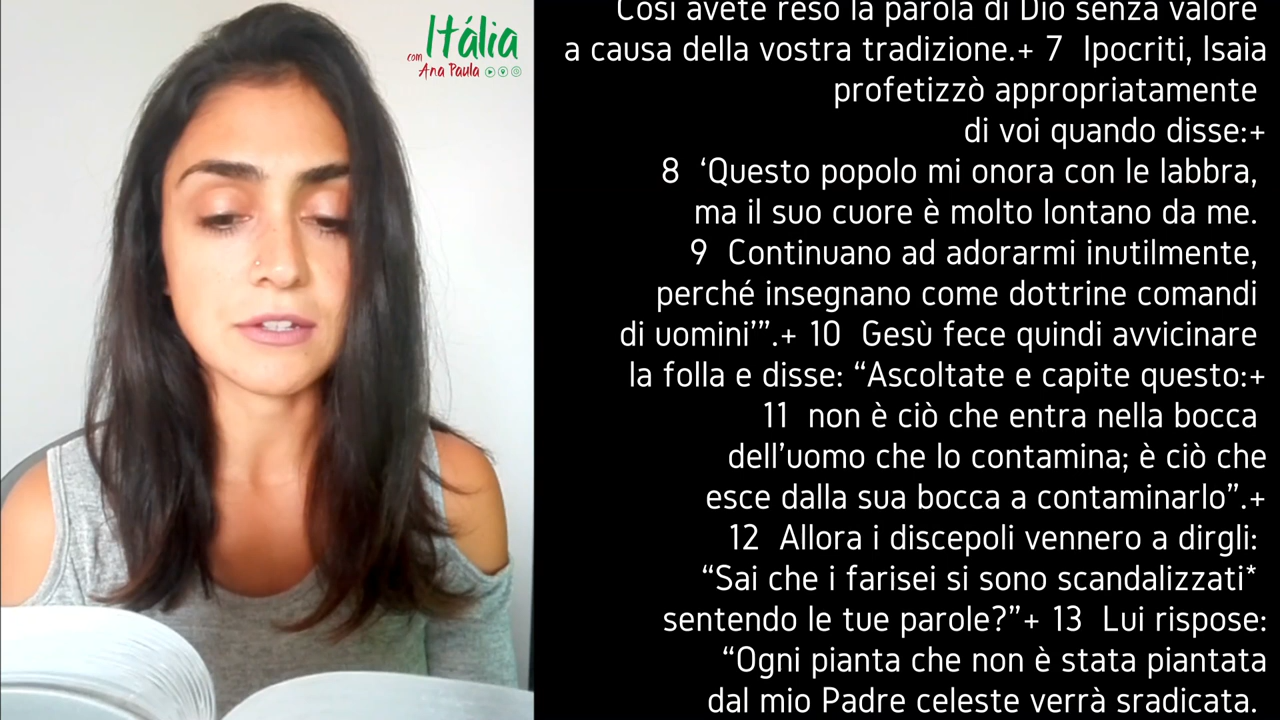 Itália
com
Ana Paula
Così avete reso la parola di Dio senza valore
a causa della vostra tradizione.+ 7 Ipocriti, Isaia
profetizzò appropriatamente
di voi quando disse:+
8 ‘Questo popolo mi onora con le labbra,
ma il suo cuore è molto lontano da me.
9 Continuano ad adorarmi inutilmente,
perché insegnano come dottrine comandi
di uomini’”.+ 10 Gesù fece quindi avvicinare
la folla e disse: “Ascoltate e capite questo:+
11 non è ciò che entra nella bocca
dell’uomo che lo contamina; è ciò che
esce dalla sua bocca a contaminarlo”.+
12 Allora i discepoli vennero a dirgli:
“Sai che i farisei si sono scandalizzati*
sentendo le tue parole?”+ 13 Lui rispose:
“Ogni pianta che non è stata piantata
dal mio Padre celeste verrà sradicata.